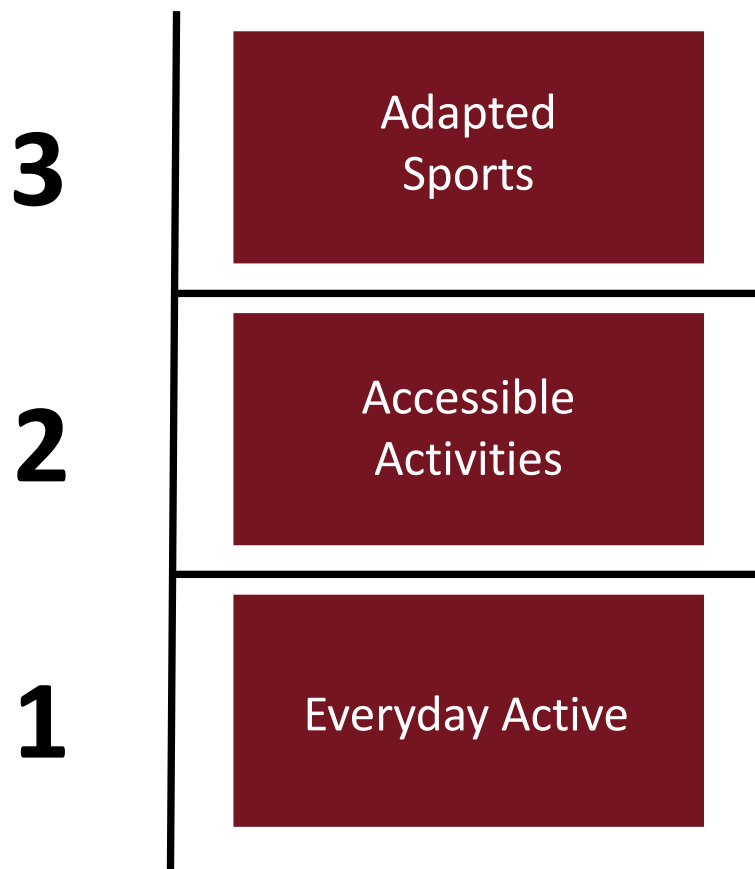 3
Adapted
Sports
2
Accessible
Activities
1
Everyday Active